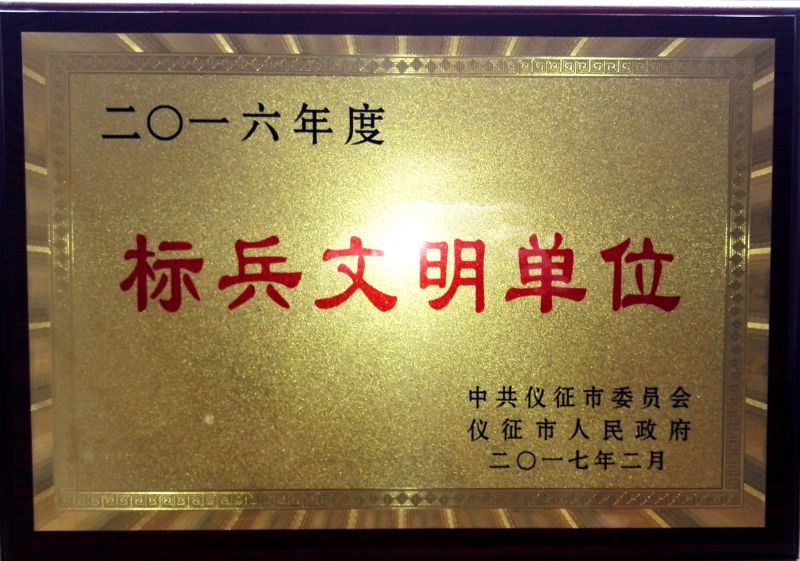 二〇一六年度
标兵文明单位
中共仪征市委员会
仪征市人民政府
二〇一七年二月